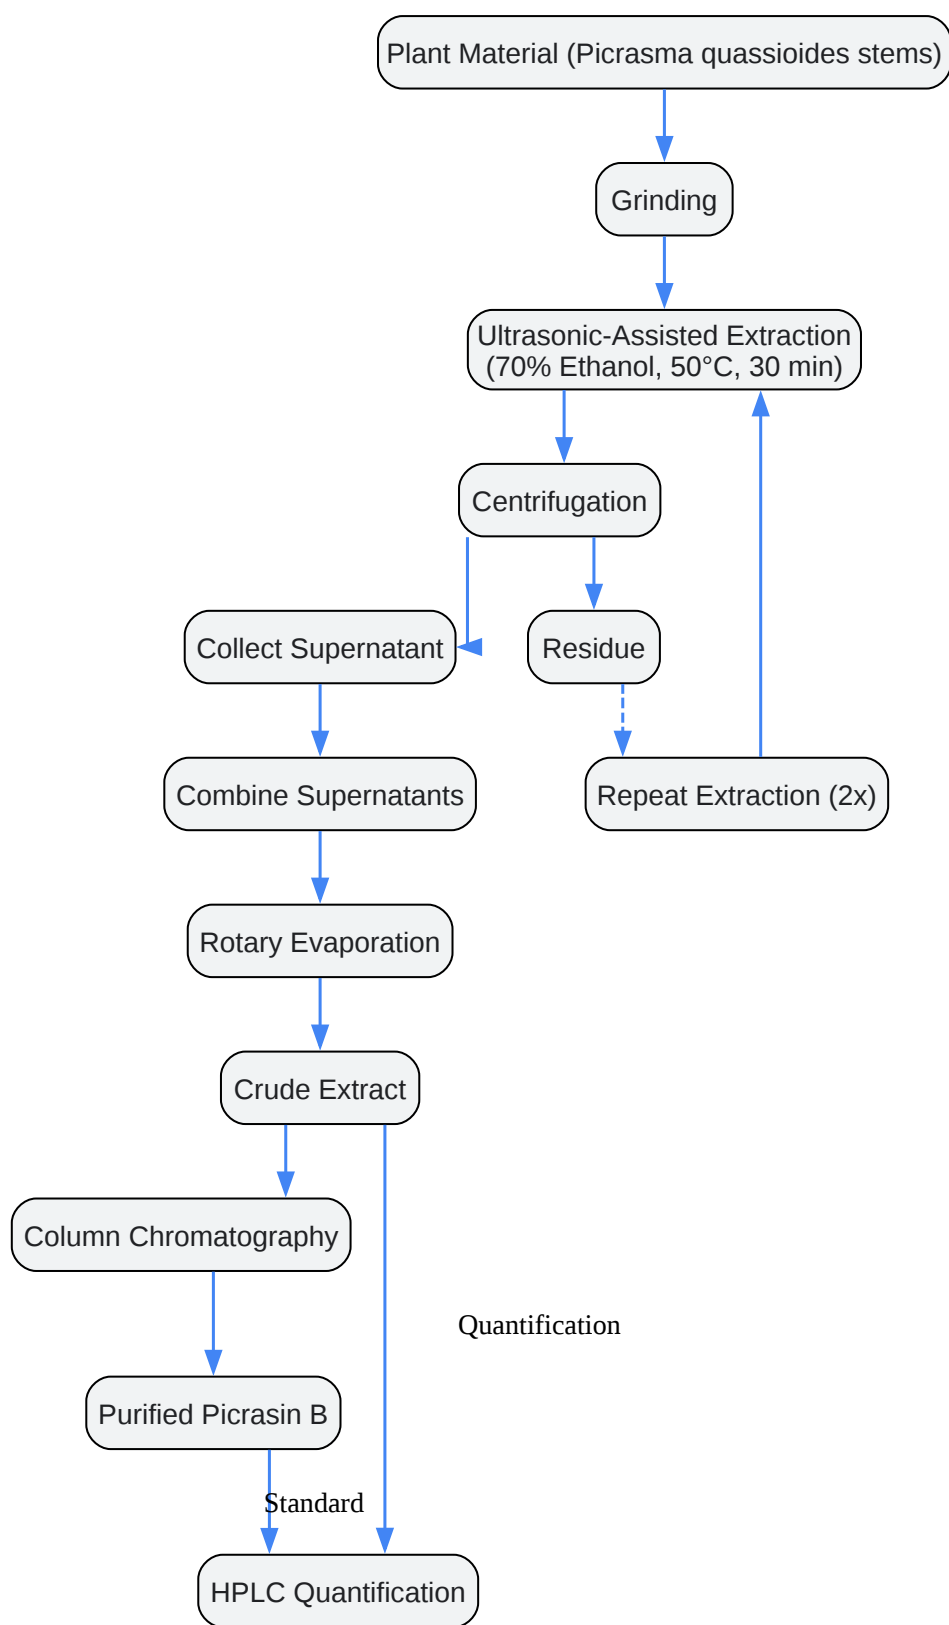 Plant Material (Picrasma quassioides stems)
Grinding
Ultrasonic-Assisted Extraction
(70% Ethanol, 50°C, 30 min)
Centrifugation
Collect Supernatant
Residue
Combine Supernatants
Repeat Extraction (2x)
Rotary Evaporation
Crude Extract
Column Chromatography
Quantification
Purified Picrasin B
Standard
HPLC Quantification